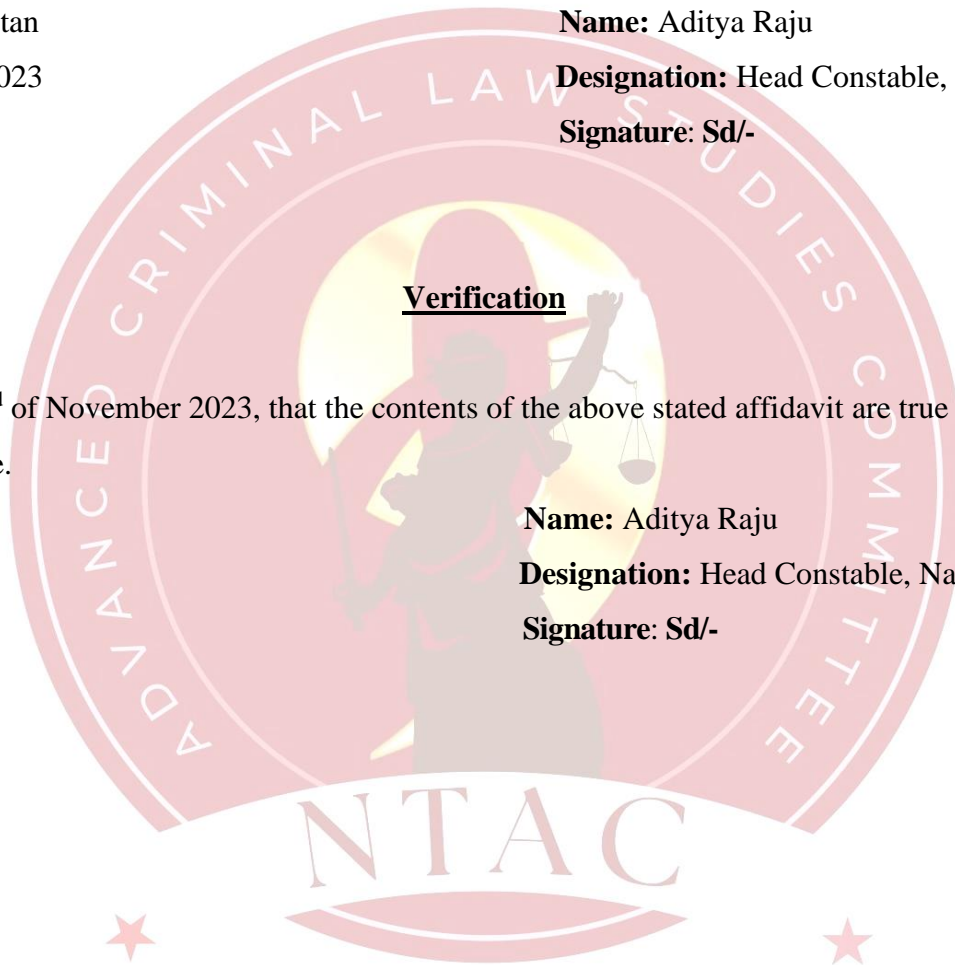 tan
Name: Aditya Raju
023
Designation: Head Constable,
Signature: Sd/-
Verification
of November 2023, that the contents of the above stated affidavit are true
e.
Name: Aditya Raju
Designation: Head Constable, Na
Signature: Sd/-
ADVANCED CRIMINAL LAW STUDIES COMMITTEE
NTAC